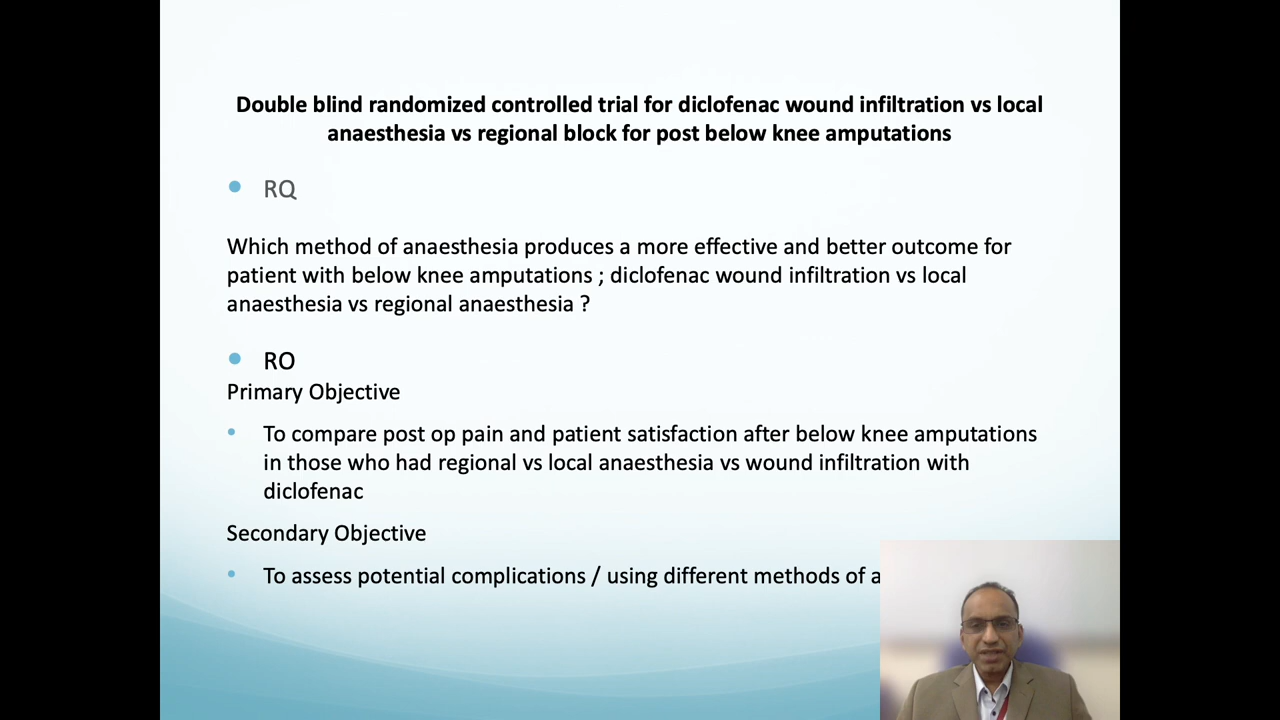 Double blind randomized controlled trial for diclofenac wound infiltration vs local
anaesthesia vs regional block for post below knee amputations
RQ
Which method of anaesthesia produces a more effective and better outcome for
patient with below knee amputations ; diclofenac wound infiltration vs local
anaesthesia vs regional anaesthesia ?
RO
Primary Objective
To compare post op pain and patient satisfaction after below knee amputations
in those who had regional vs local anaesthesia vs wound infiltration with
diclofenac
Secondary Objective
To assess potential complications / using different methods of